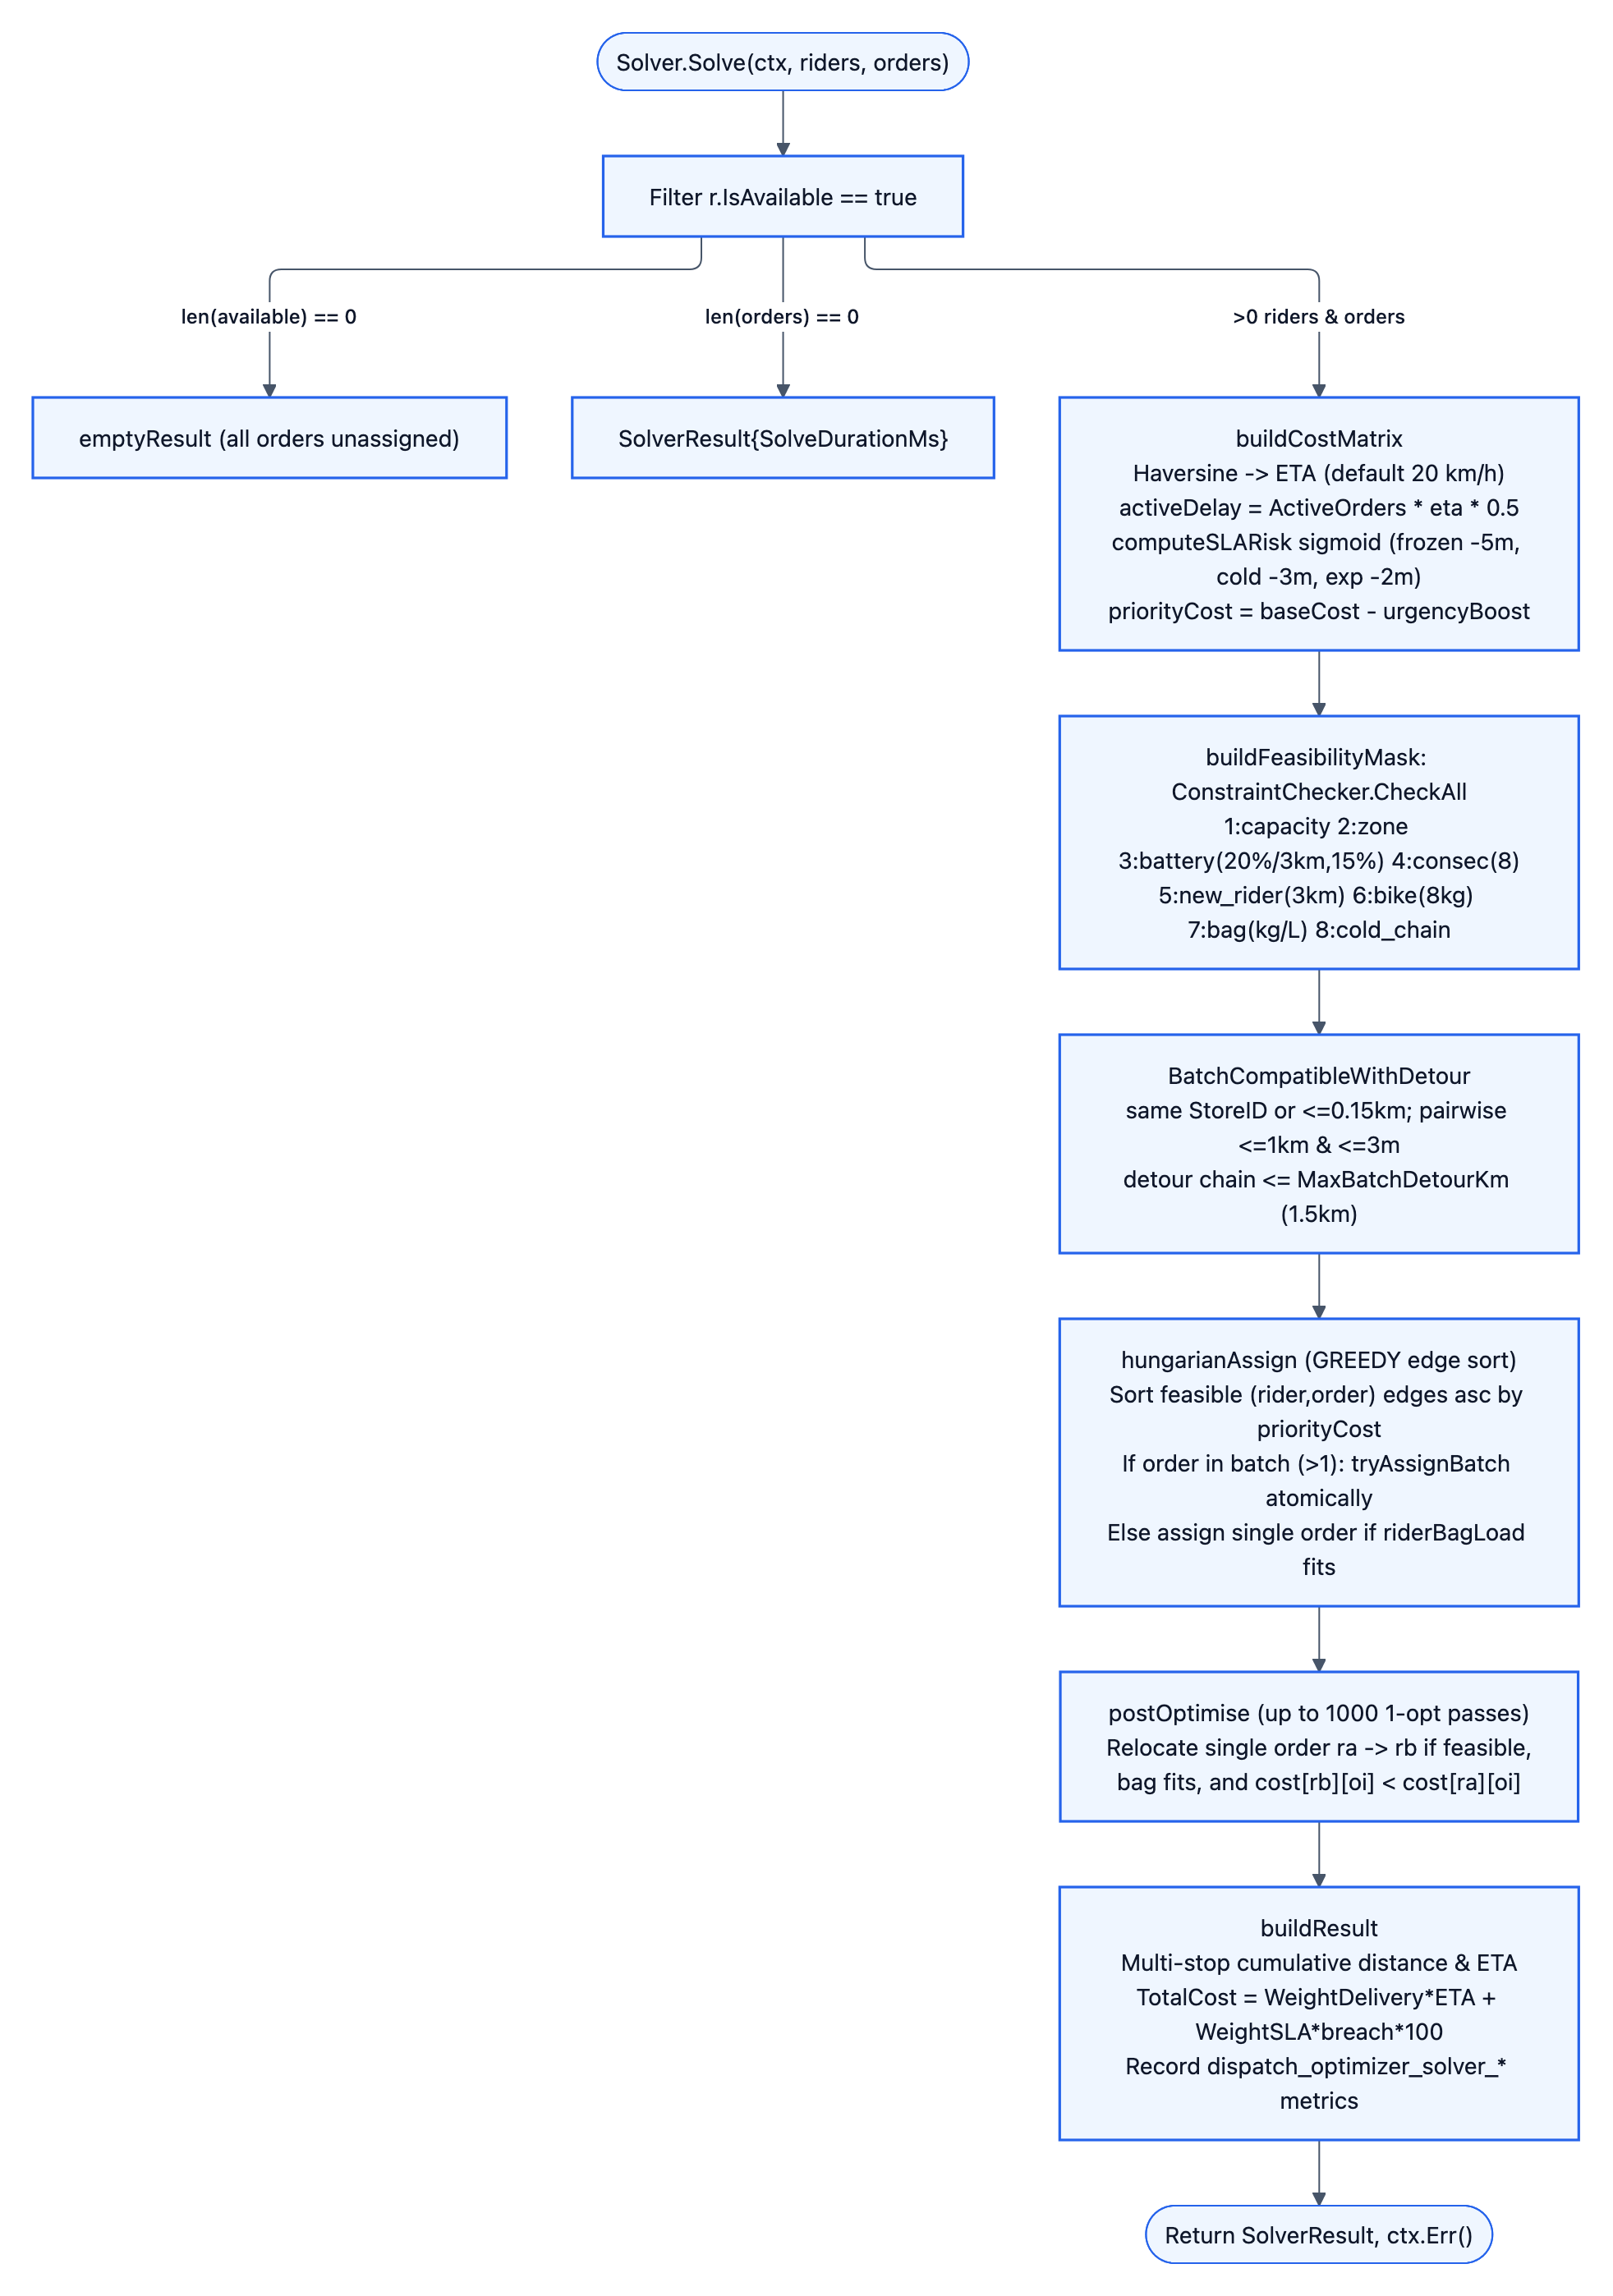 Solver.Solve(ctx, riders, orders)
Filter r.IsAvailable == true
len(available) == 0
len(orders) == 0
>0 riders & orders
emptyResult (all orders unassigned)
SolverResult{SolveDurationMs}
buildCostMatrix
Haversine -> ETA (default 20 km/h)
activeDelay = ActiveOrders * eta * 0.5
computeSLARisk sigmoid (frozen -5m,
cold -3m, exp -2m)
priorityCost = baseCost - urgencyBoost
buildFeasibilityMask:
ConstraintChecker.CheckAll
1:capacity 2:zone
3:battery(20%/3km,15%) 4:consec(8)
5:new_rider(3km) 6:bike(8kg)
7:bag(kg/L) 8:cold_chain
BatchCompatibleWithDetour
same StoreID or <=0.15km; pairwise
<=1km & <=3m
detour chain <= MaxBatchDetourKm
(1.5km)
hungarianAssign (GREEDY edge sort)
Sort feasible (rider,order) edges asc by
priorityCost
If order in batch (>1): tryAssignBatch
atomically
Else assign single order if riderBagLoad
fits
postOptimise (up to 1000 1-opt passes)
Relocate single order ra -> rb if feasible,
bag fits, and cost[rb][oi] < cost[ra][oi]
buildResult
Multi-stop cumulative distance & ETA
TotalCost = WeightDelivery*ETA +
WeightSLA*breach*100
Record dispatch_optimizer_solver_*
metrics
Return SolverResult, ctx.Err()